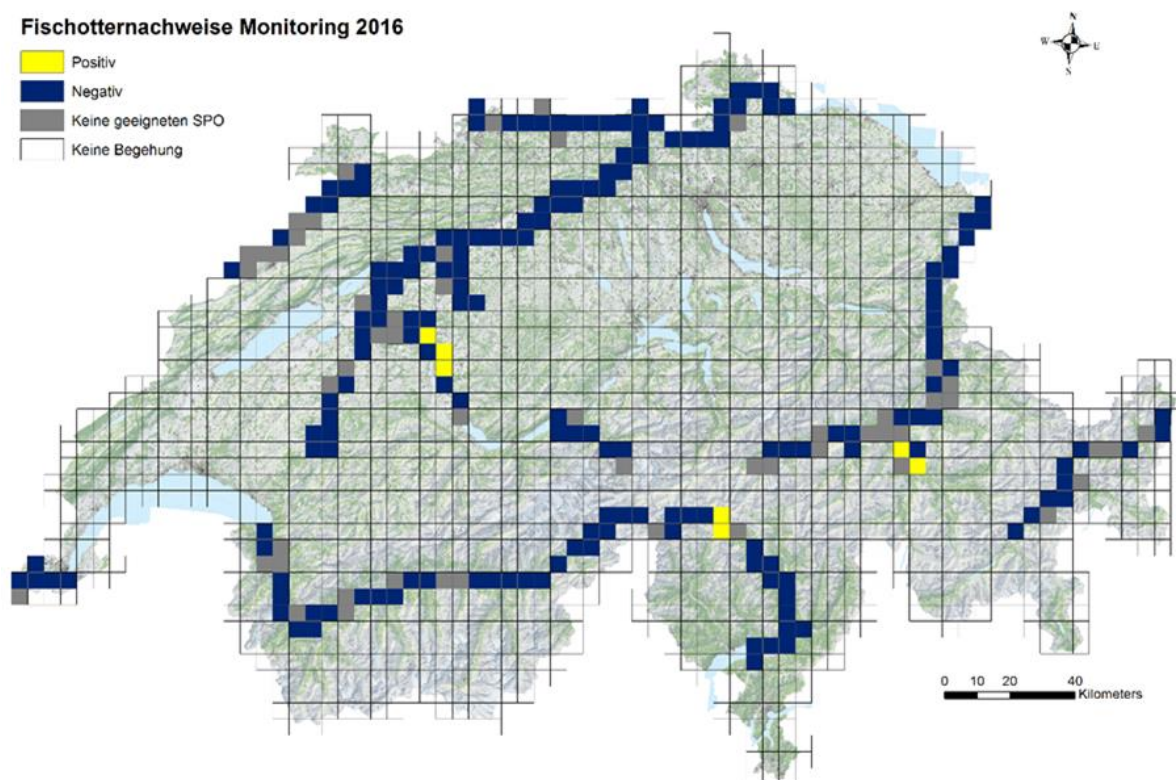 Fischotternachweise Monitoring 2016
Positiv
Negativ
Keine geeigneten SPO
Keine Begehung
N
W E
S
0 10 20 40
Kilometers